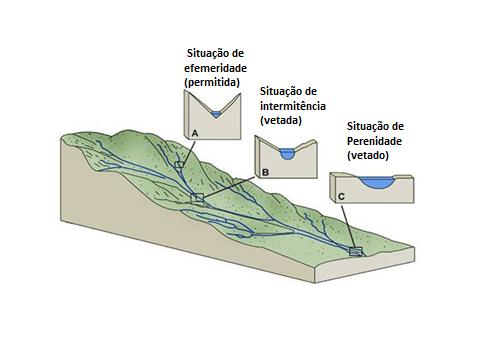 Situação de
efemeridade
(permitida)
A
Situação de
intermitência
(vetada)
B
Situação de
Perenidade
(vetado)
C